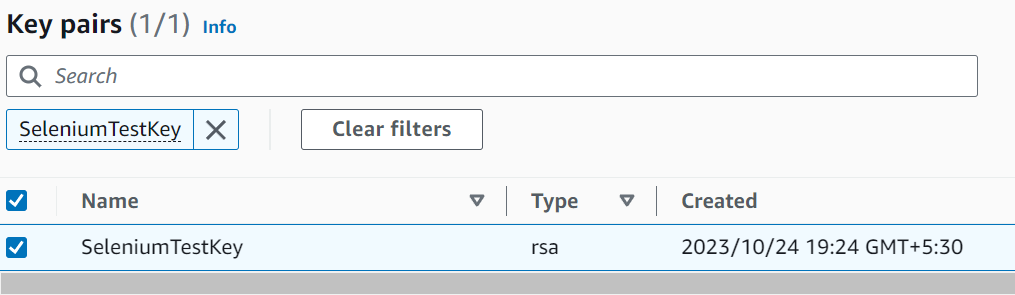 Key pairs (1/1) Info
Search
SeleniumTestKey Clear filters
Name Type Created
SeleniumTestKey rsa 2023/10/24 19:24 GMT+5:30